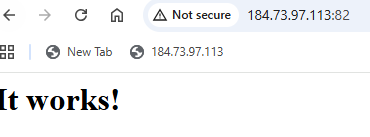 Not secure 184.73.97.113:82
New Tab 184.73.97.113
It works!